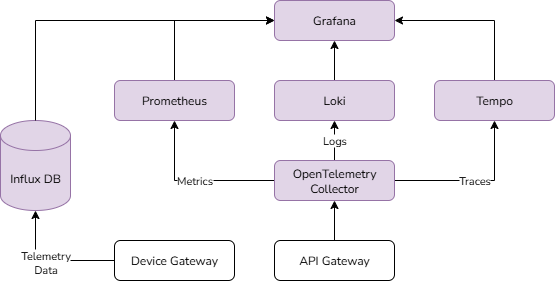 Grafana
Prometheus
Loki
Tempo
Logs
Influx DB
Metrics
OpenTelemetry
Collector
Traces
Telemetry
Data
Device Gateway
API Gateway